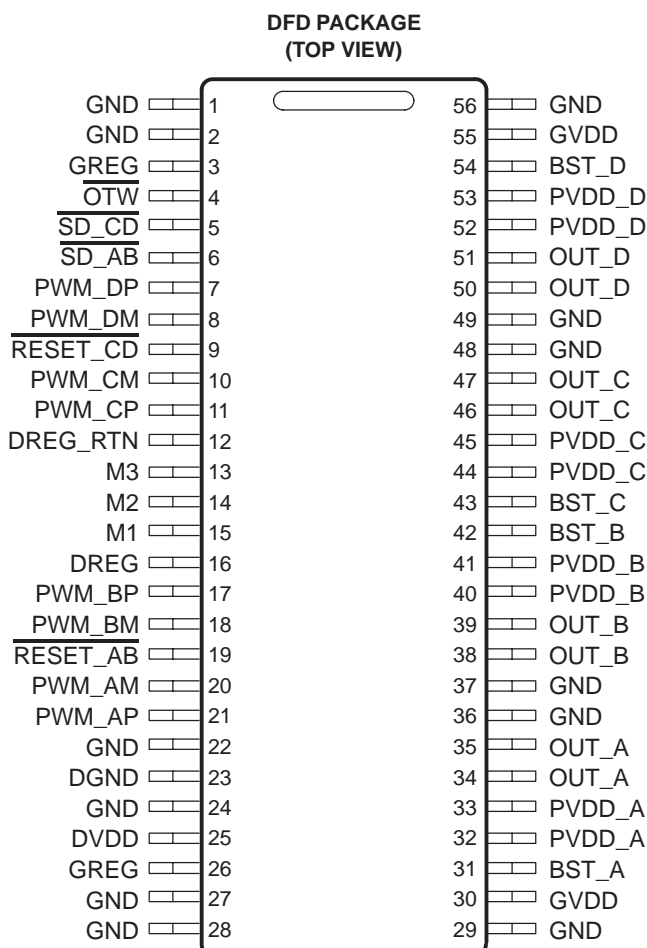 DFD PACKAGE
(TOP VIEW)
GND 1 56 GND
GND 2 55 GVDD
GREG 3 54 BST_D
OTW 4 53 PVDD_D
SD_CD 5 52 PVDD_D
SD_AB 6 51 OUT_D
PWM_DP 7 50 OUT_D
PWM_DM 8 49 GND
RESET_CD 9 48 GND
PWM_CM 10 47 OUT_C
PWM_CP 11 46 OUT_C
DREG_RTN 12 45 PVDD_C
M3 13 44 PVDD_C
M2 14 43 BST_C
M1 15 42 BST_B
DREG 16 41 PVDD_B
PWM_BP 17 40 PVDD_B
PWM_BM 18 39 OUT_B
RESET_AB 19 38 OUT_B
PWM_AM 20 37 GND
PWM_AP 21 36 GND
GND 22 35 OUT_A
DGND 23 34 OUT_A
GND 24 33 PVDD_A
DVDD 25 32 PVDD_A
GREG 26 31 BST_A
GND 27 30 GVDD
GND 28 29 GND